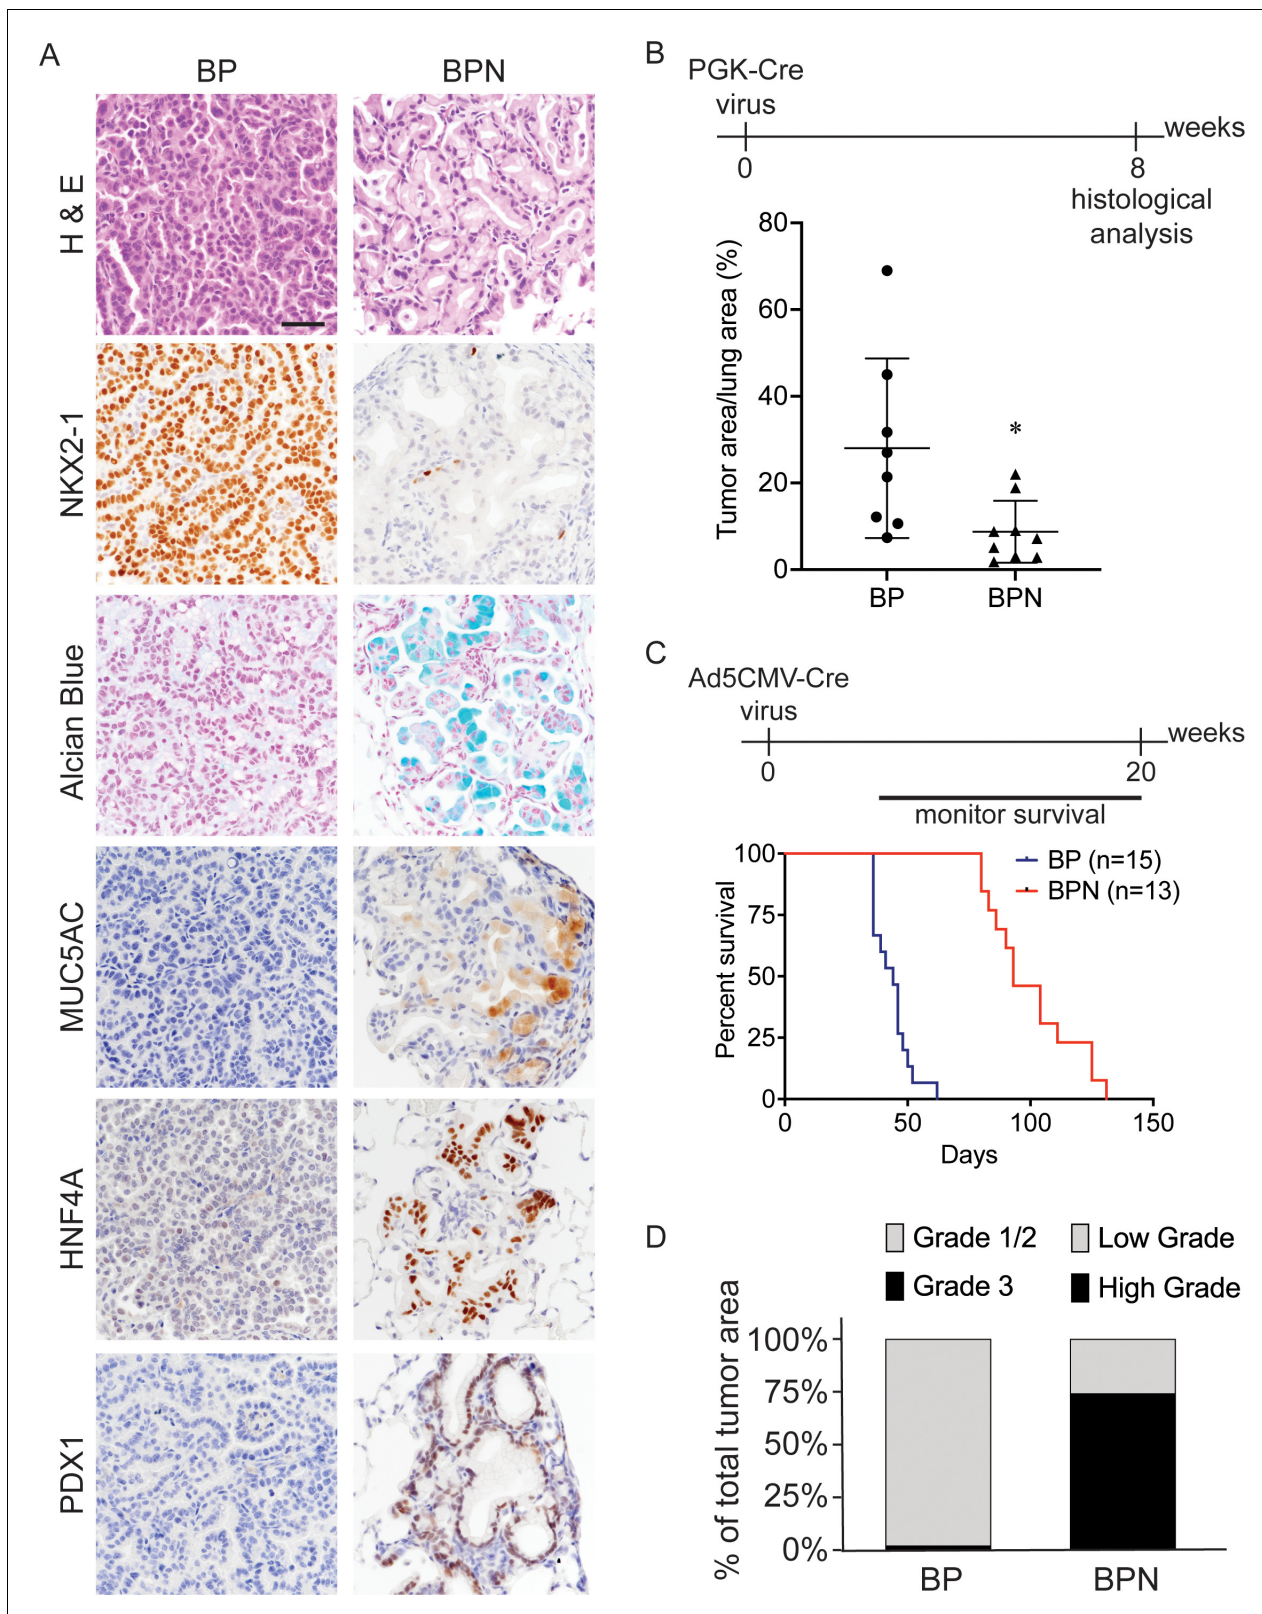 A
BP
BPN
H & E
NKX2-1
Alcian Blue
MUC5AC
HNF4A
PDX1
B
PGK-Cre
virus
weeks
0
8
histological
analysis
Tumor area/lung area (%)
80
60
40
20
0
*
BP
BPN
C
Ad5CMV-Cre
virus
weeks
0
20
monitor survival
Percent survival
100
75
50
25
0
BP (n=15)
BPN (n=13)
0
50
100
150
Days
D
Grade 1/2
Low Grade
Grade 3
High Grade
% of total tumor area
100%
75%
50%
25%
0%
BP
BPN